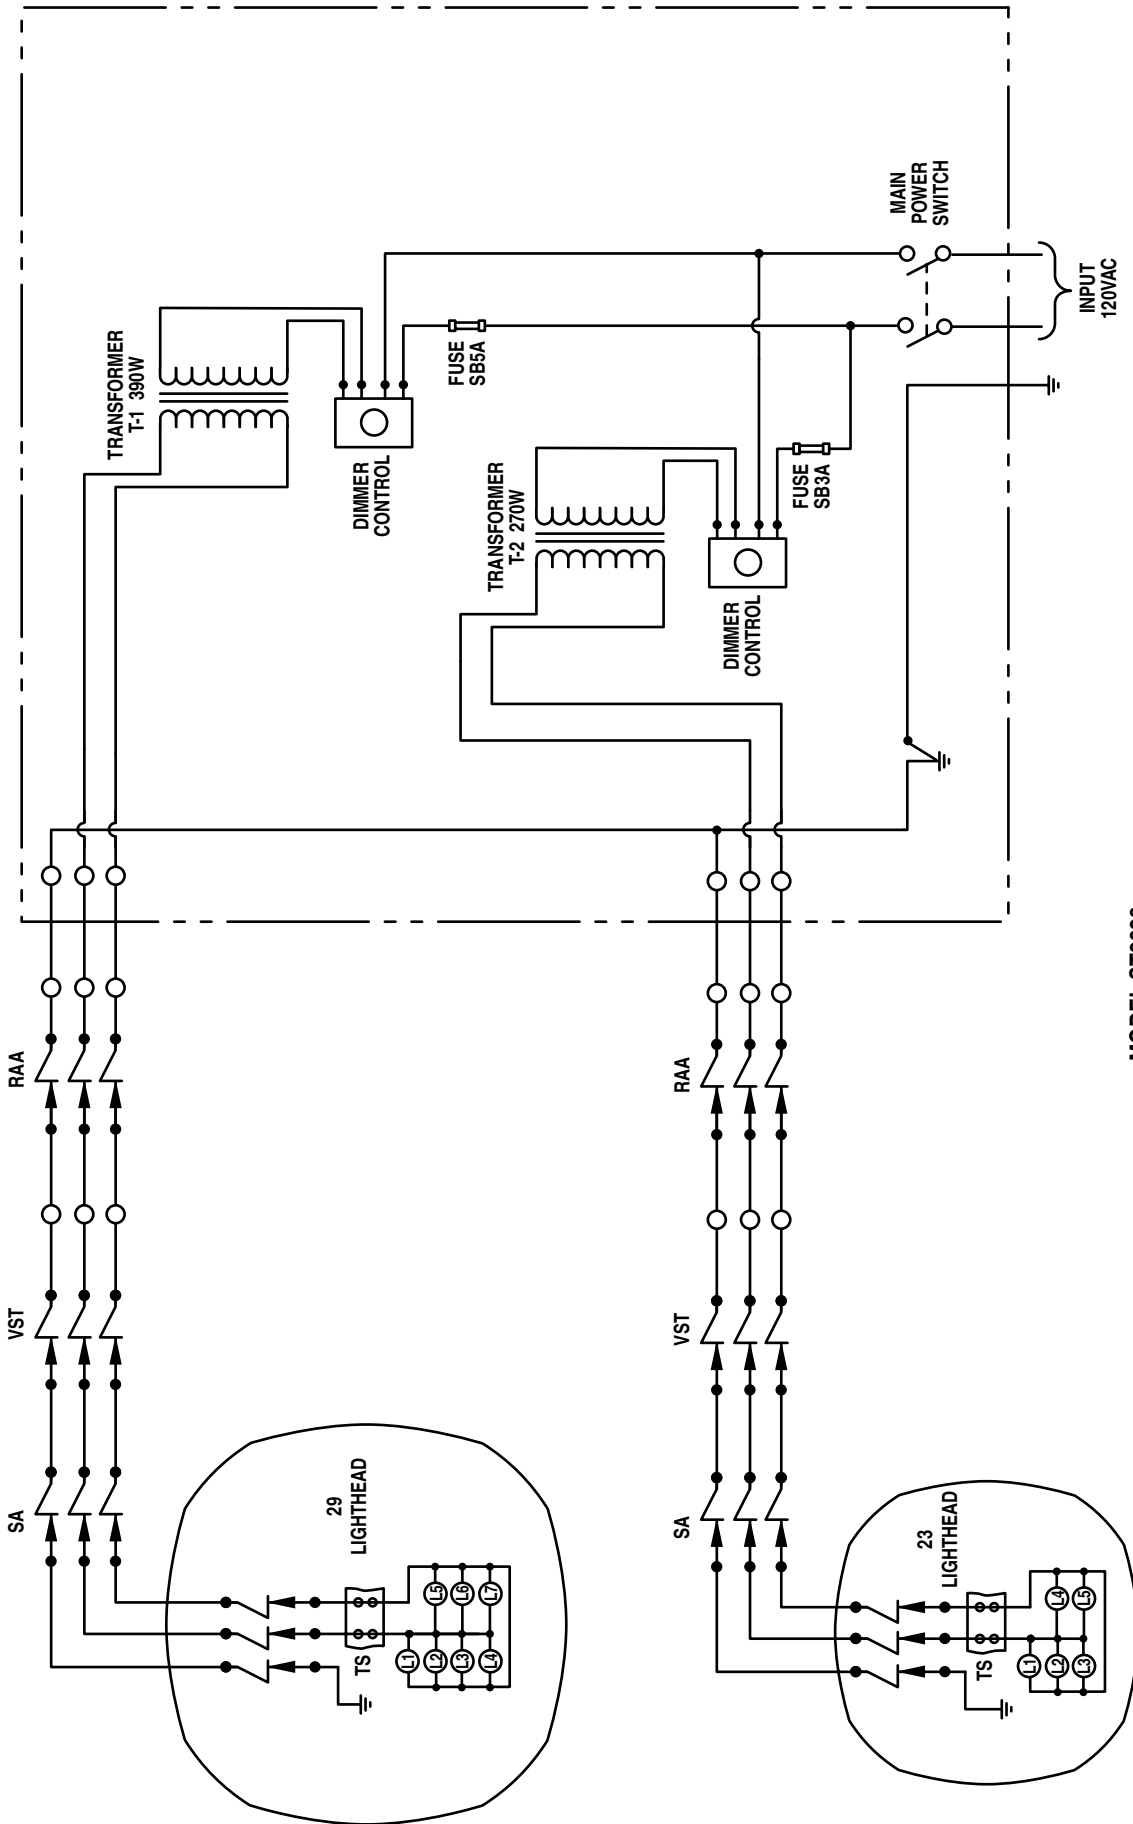 SA
VST
RAA
TRANSFORMER
T-1 390W
29
LIGHTHEAD
TS
L1
L2
L3
L4
L5
L6
L7
DIMMER
CONTROL
FUSE
SB5A
TRANSFORMER
T-2 270W
SA
VST
RAA
DIMMER
CONTROL
FUSE
SB3A
MAIN
POWER
SWITCH
23
LIGHTHEAD
TS
L1
L2
L3
L4
L5
INPUT
120VAC
MODEL